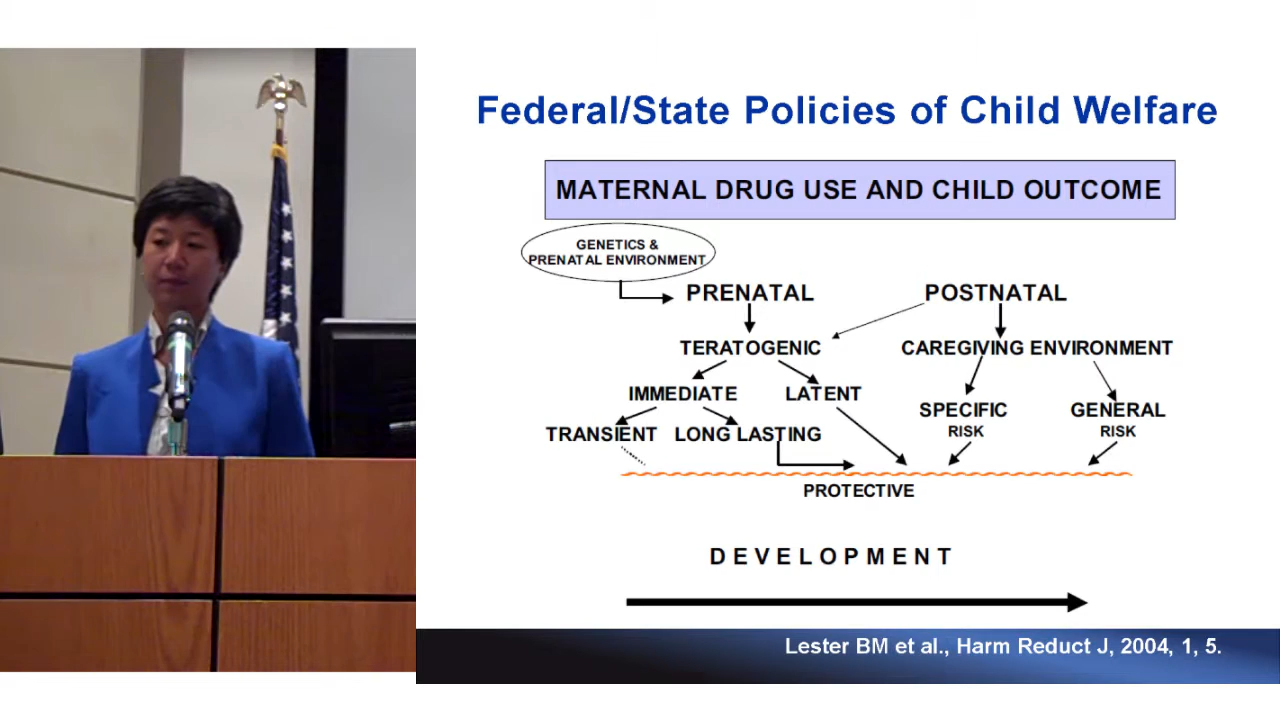 Federal/State Policies of Child Welfare
MATERNAL DRUG USE AND CHILD OUTCOME
GENETICS &
PRENATAL ENVIRONMENT
PRENATAL
POSTNATAL
TERATOGENIC
CAREGIVING ENVIRONMENT
IMMEDIATE
LATENT
SPECIFIC
RISK
GENERAL
RISK
TRANSIENT
LONG LASTING
PROTECTIVE
DEVELOPMENT
Lester BM et al., Harm Reduct J, 2004, 1, 5.